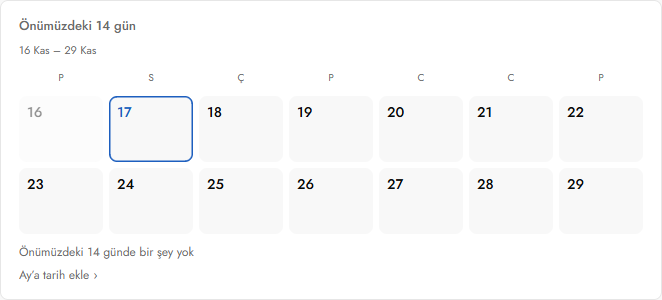 Önümüzdeki 14 gün
16 Kas – 29 Kas
P S Ç P C C P
16 17 18 19 20 21 22
23 24 25 26 27 28 29
Önümüzdeki 14 günde bir şey yok
Ay'a tarih ekle ›